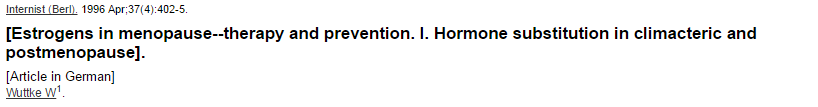 Internist (Berl). 1996 Apr;37(4):402-5.
[Estrogens in menopause--therapy and prevention. I. Hormone substitution in climacteric and
postmenopause].
[Article in German]
Wuttke W1.